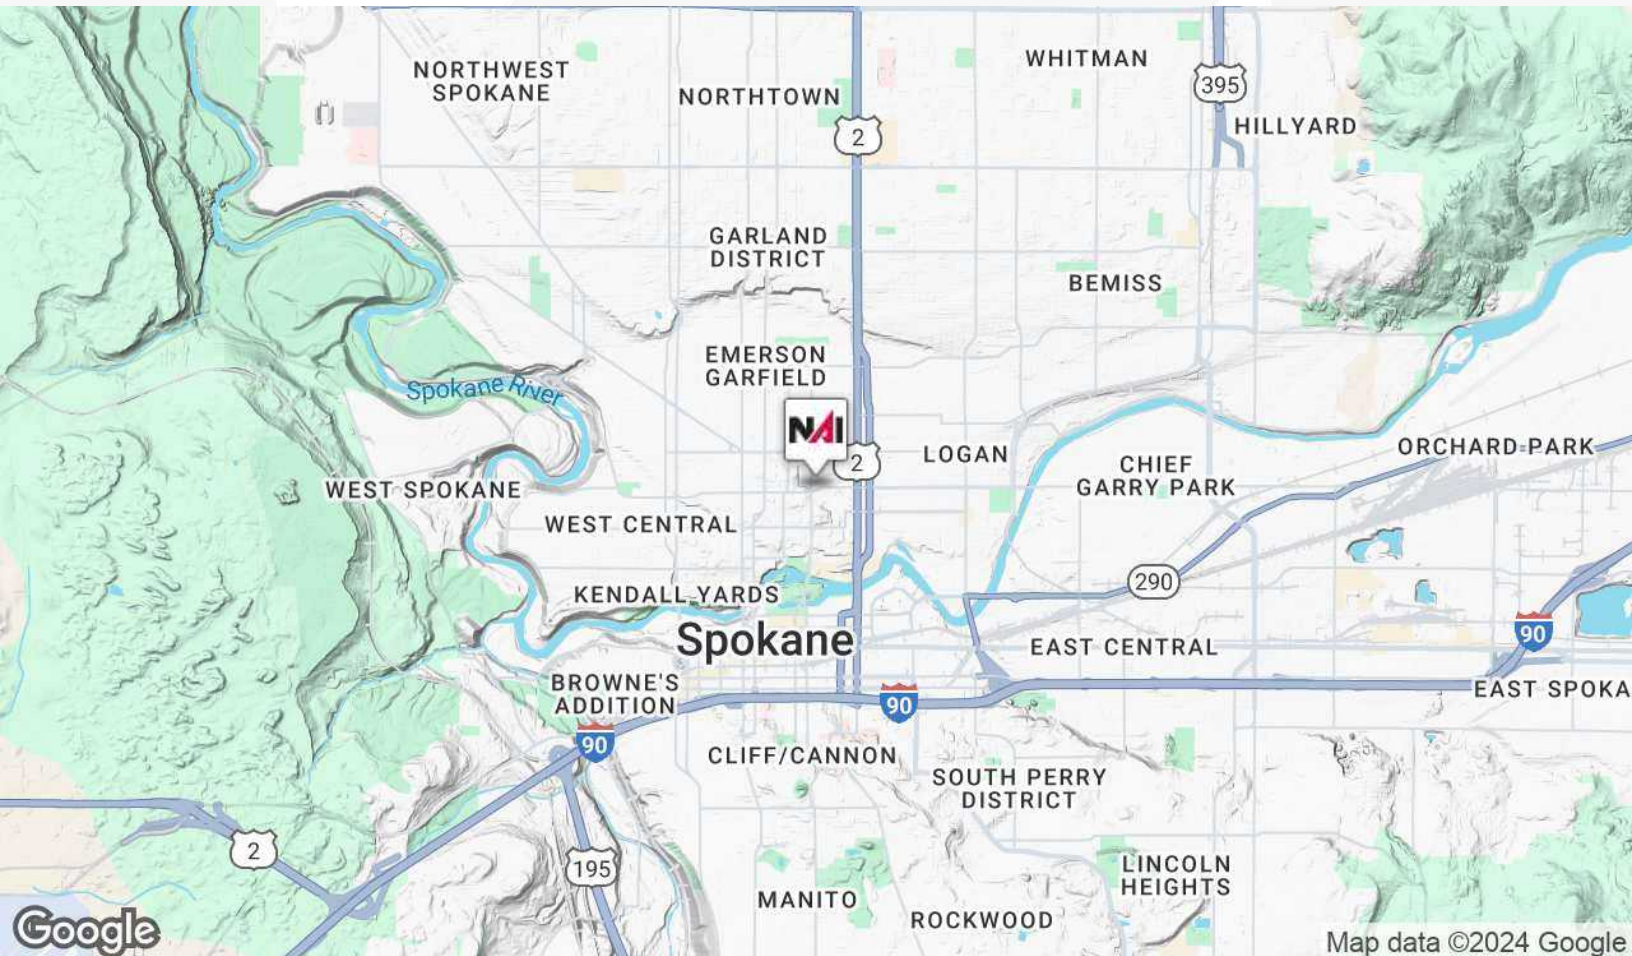 NORTHWEST
SPOKANE
NORTHTOWN
WHITMAN
395
2
HILLYARD
GARLAND
DISTRICT
BEMISS
EMERSON
GARFIELD
Spokane River
NAI
2
LOGAN
ORCHARD PARK
CHIEF
GARRY PARK
WEST SPOKANE
WEST CENTRAL
290
KENDALL YARDS
Spokane
90
EAST CENTRAL
BROWNE'S
ADDITION
EAST SPOKA
90
90
CLIFF/CANNON
SOUTH PERRY
DISTRICT
2
195
LINCOLN
HEIGHTS
MANITO
ROCKWOOD
Google
Map data ©2024 Google